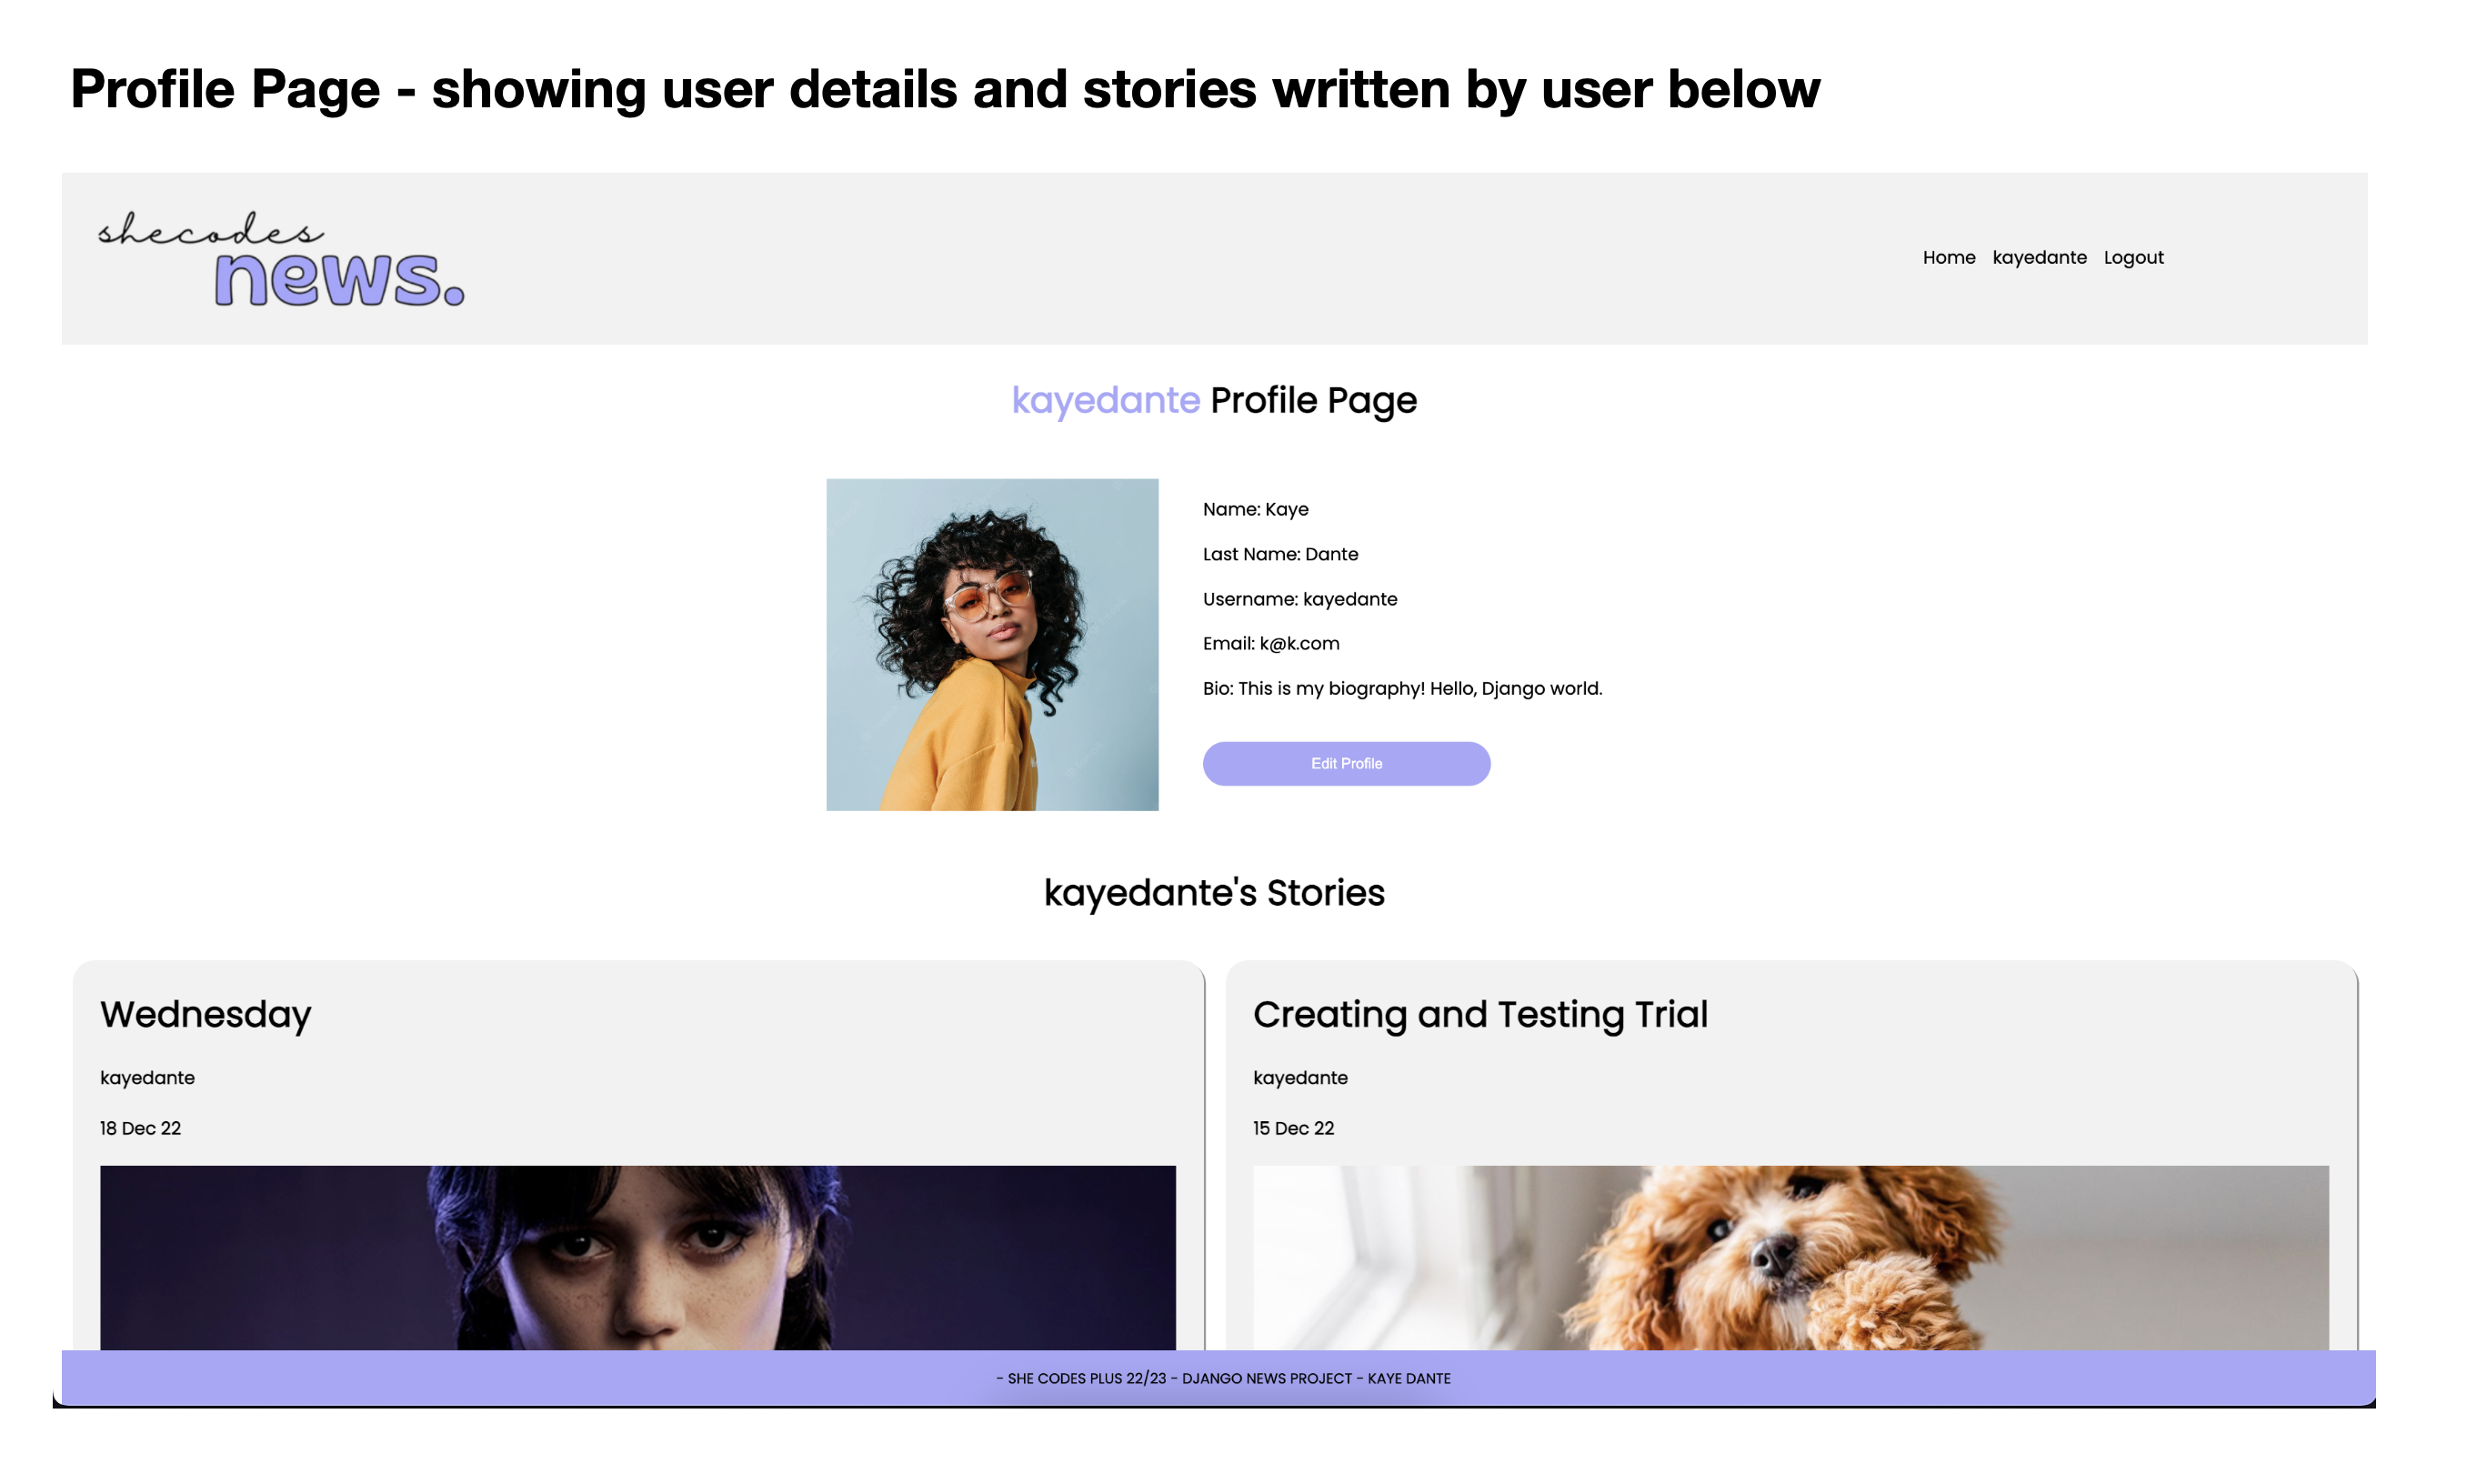 Profile Page - showing user details and stories written by user below
shecodes
news.
Home kayedante Logout
kayedante Profile Page
Name: Kaye
Last Name: Dante
Username: kayedante
Email: k@k.com
Bio: This is my biography! Hello, Django world.
Edit Profile
kayedante's Stories
Wednesday
kayedante
18 Dec 22
Creating and Testing Trial
kayedante
15 Dec 22
- SHE CODES PLUS 22/23 - DJANGO NEWS PROJECT - KAYE DANTE